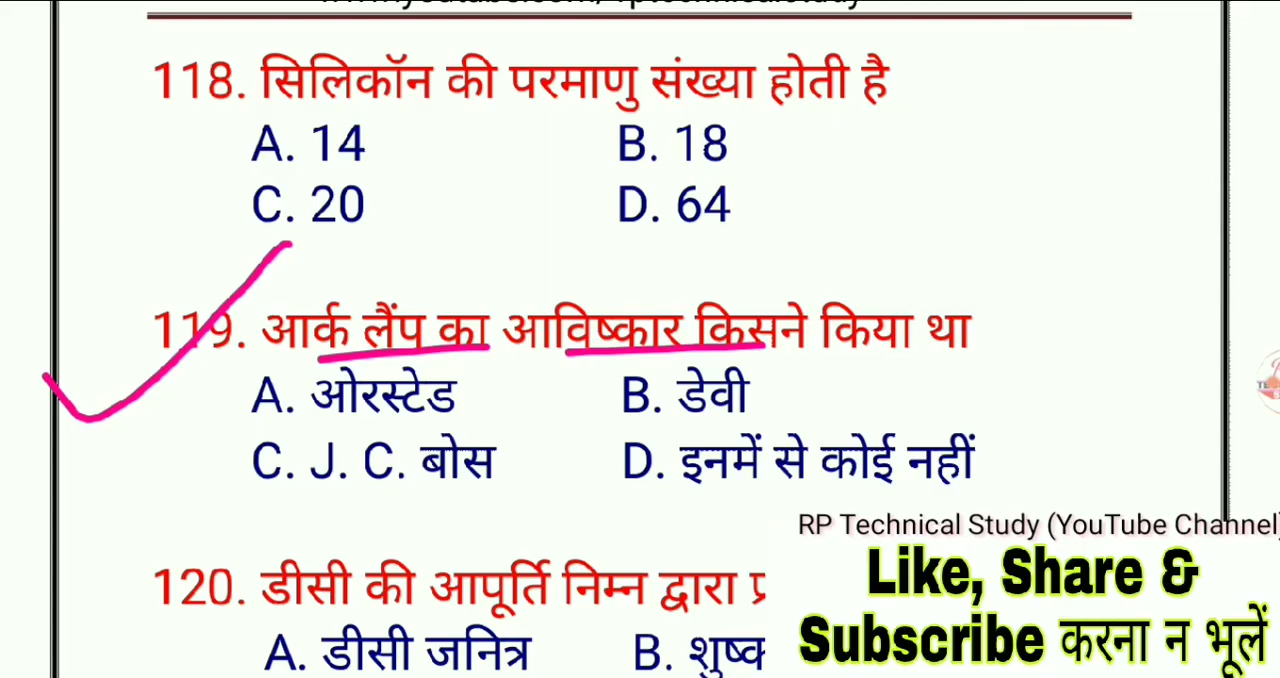 118. सिलिकॉन की परमाणु संख्या होती है
A. 14 B. 18
C. 20 D. 64
119. आर्क लैंप का आविष्कार किसने किया था
A. ओरस्टेड B. डेवी
C. J. C. बोस D. इनमें से कोई नहीं
RP Technical Study (YouTube Channel)
Like, Share &
Subscribe करना न भूलें
120. डीसी की आपूर्ति निम्न द्वारा
A. डीसी जनित्र B.